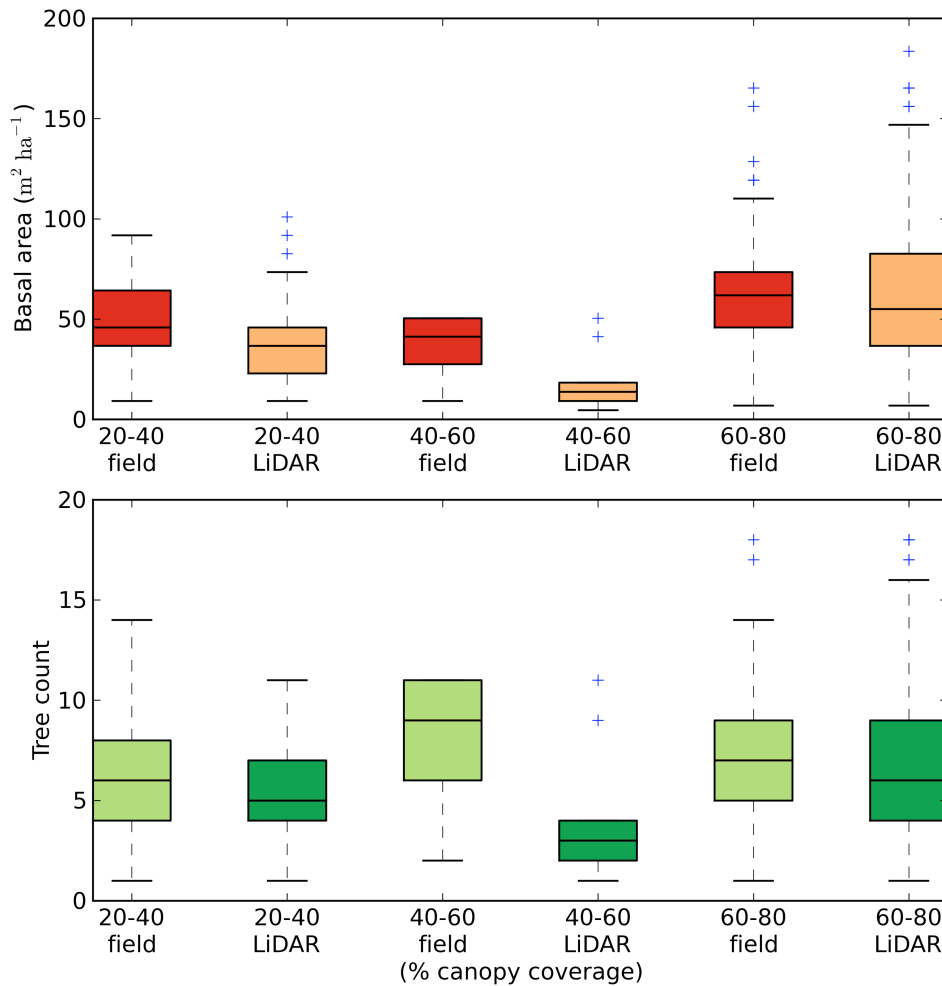 200
150
100
50
0
Basal area (m² ha⁻¹)
20-40 field
20-40 LiDAR
40-60 field
40-60 LiDAR
60-80 field
60-80 LiDAR
20
15
10
5
0
Tree count
20-40 field
20-40 LiDAR
40-60 field
40-60 LiDAR
60-80 field
60-80 LiDAR
(% canopy coverage)